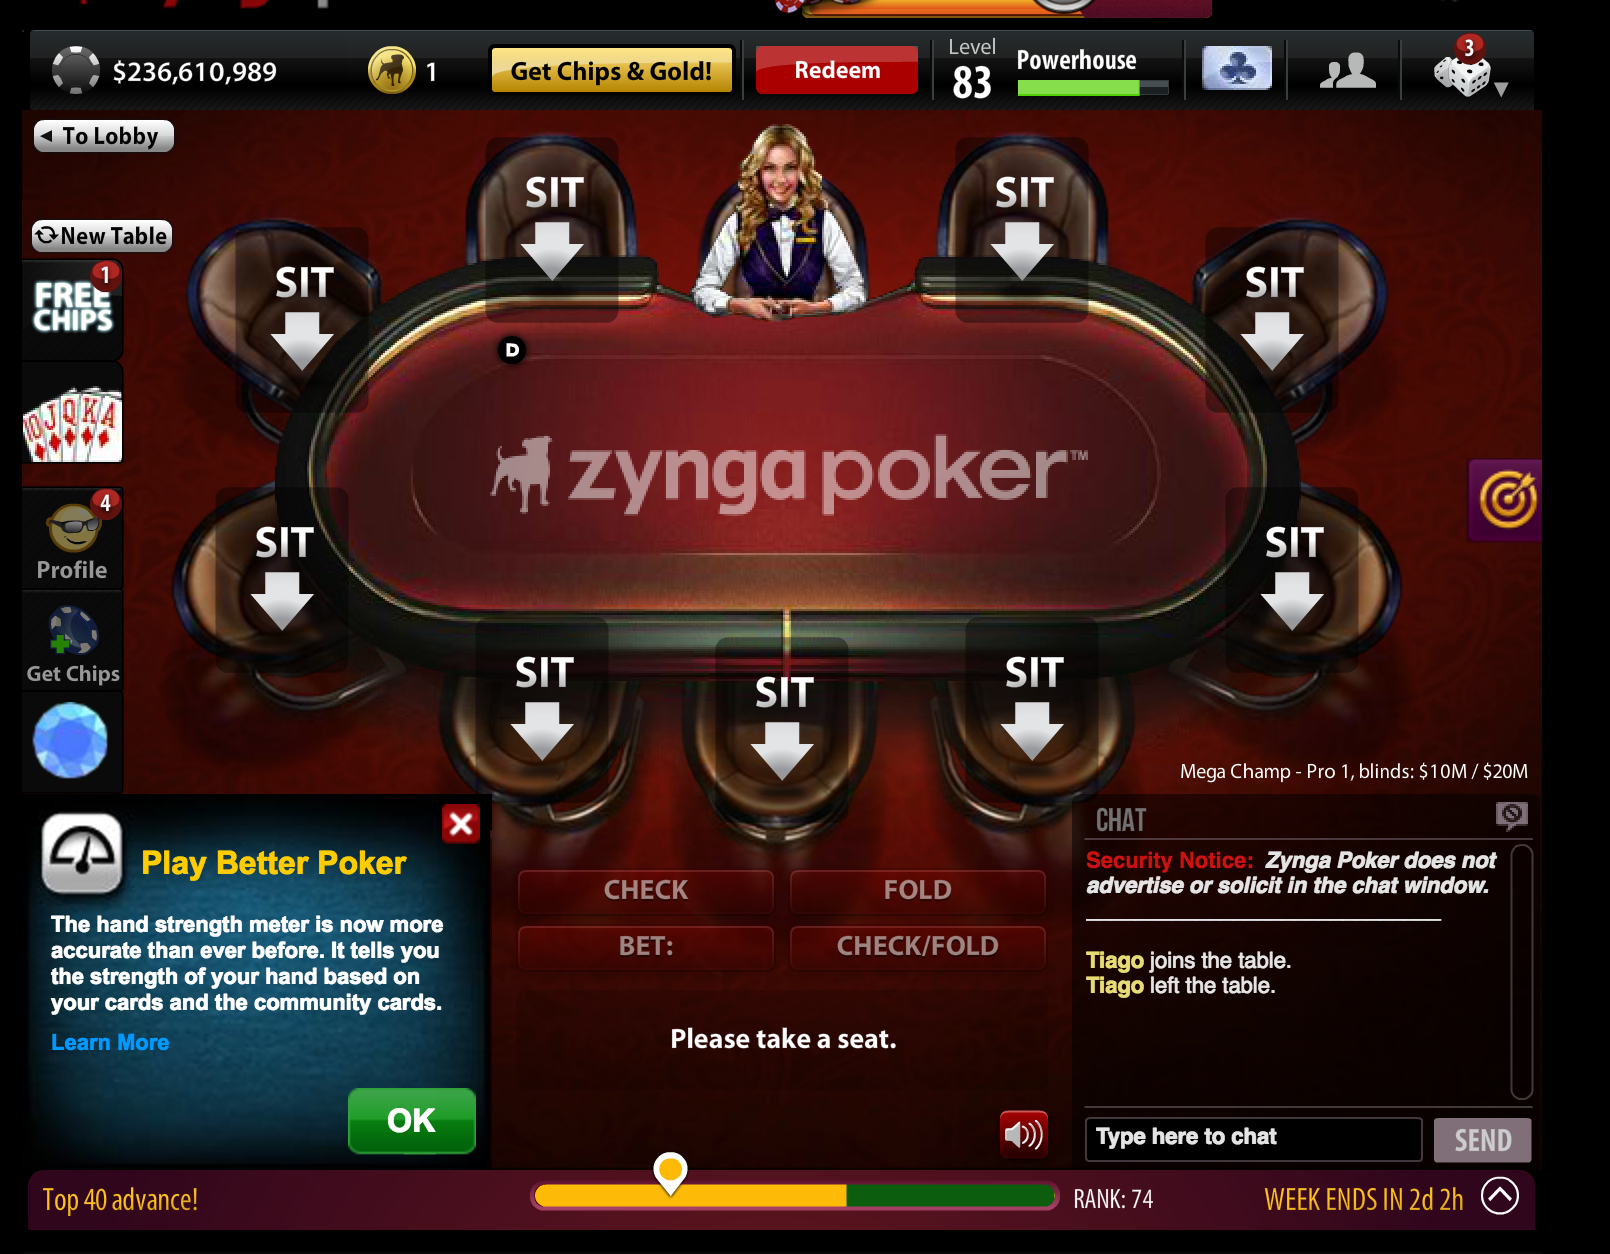 $236,610,989
1
Get Chips & Gold!
Redeem
Level
83
Powerhouse
3
To Lobby
New Table
1
FREE
CHIPS
10 J Q K A
4
Profile
Get Chips
SIT
SIT
SIT
SIT
SIT
SIT
SIT
SIT
SIT
D
zynga poker™
Mega Champ - Pro 1, blinds: $10M / $20M
Play Better Poker
The hand strength meter is now more
accurate than ever before. It tells you
the strength of your hand based on
your cards and the community cards.
Learn More
OK
CHECK
FOLD
BET:
CHECK/FOLD
Please take a seat.
CHAT
Security Notice: Zynga Poker does not
advertise or solicit in the chat window.
Tiago joins the table.
Tiago left the table.
Type here to chat
SEND
Top 40 advance!
RANK: 74
WEEK ENDS IN 2d 2h